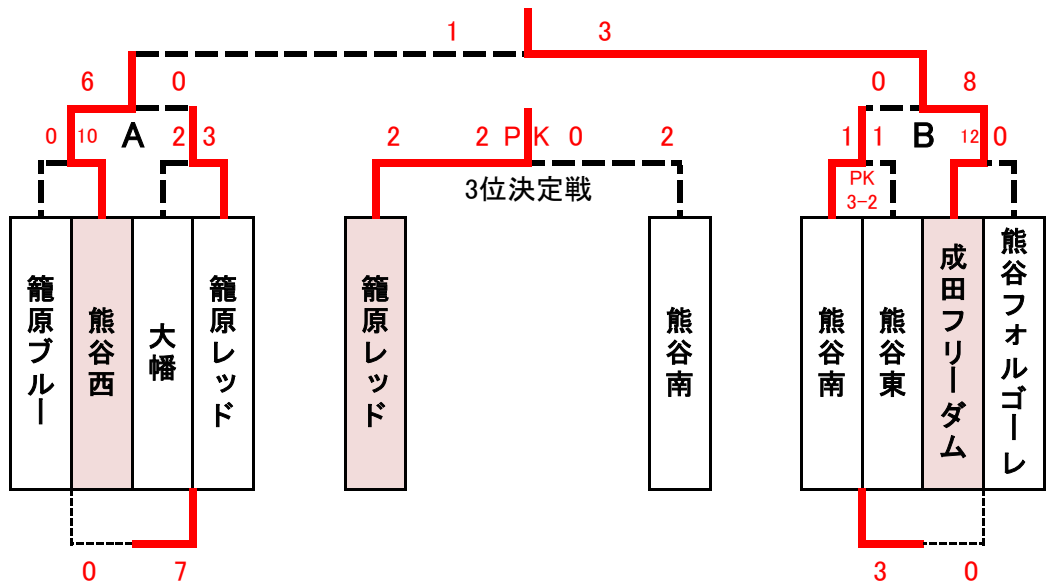 1 3
6 0 0 8
0 10 A 2 3 2 2 PK 0 2 1 1 B 12 0
PK
3-2
3位決定戦
籠原ブルー
熊谷西
大幡
籠原レッド
籠原レッド
熊谷南
熊谷南
熊谷東
成田フリーダム
熊谷フォルゴーレ
0 7 3 0